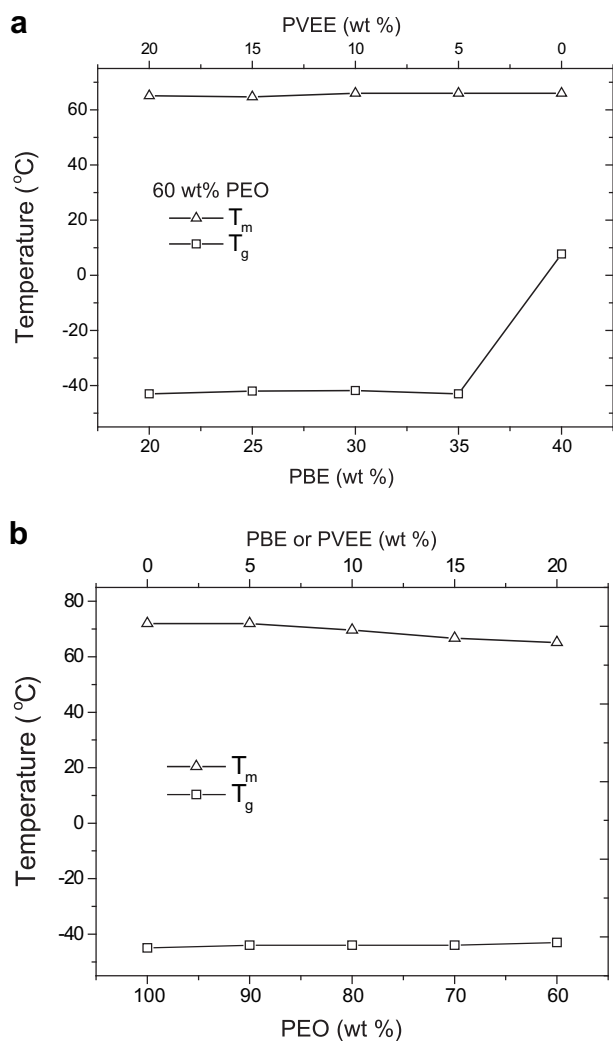 a
PVEE (wt %)
20 15 10 5 0
60
40
20
0
-20
-40
Temperature (°C)
60 wt% PEO
Tm
Tg
20 25 30 35 40
PBE (wt %)
b
PBE or PVEE (wt %)
0 5 10 15 20
80
60
40
20
0
-20
-40
Temperature (°C)
Tm
Tg
100 90 80 70 60
PEO (wt %)